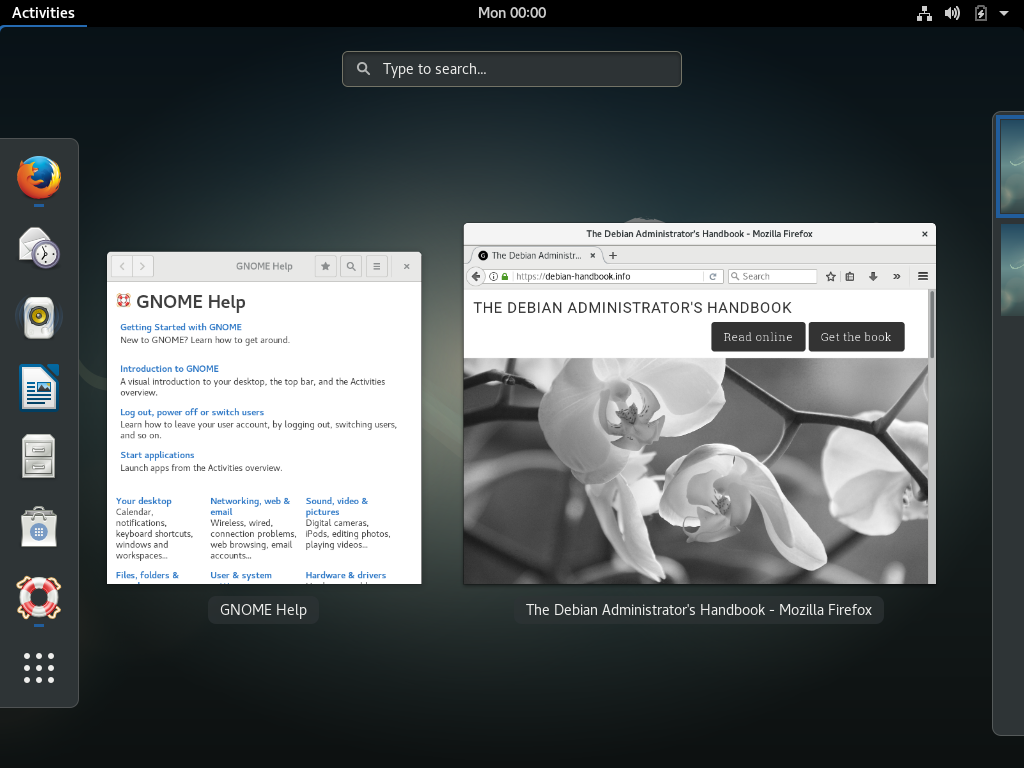 Activities
Mon 00:00
Type to search...
GNOME Help
GNOME Help
Getting Started with GNOME
New to GNOME? Learn how to get around.
Introduction to GNOME
A visual introduction to your desktop, the top bar, and the Activities
overview.
Log out, power off or switch users
Learn how to leave your user account, by logging out, switching users,
and so on.
Start applications
Launch apps from the Activities overview.
Your desktop
Calendar,
notifications,
keyboard shortcuts,
windows and
workspaces...
Networking, web &
email
Wireless, wired,
connection problems,
web browsing, email
accounts...
Sound, video &
pictures
Digital cameras,
iPods, editing photos,
playing videos...
Files, folders &
User & system
Hardware & drivers
GNOME Help
The Debian Administrator's Handbook - Mozilla Firefox
The Debian Administr...
https://debian-handbook.info
Search
THE DEBIAN ADMINISTRATOR'S HANDBOOK
Read online
Get the book
The Debian Administrator's Handbook - Mozilla Firefox